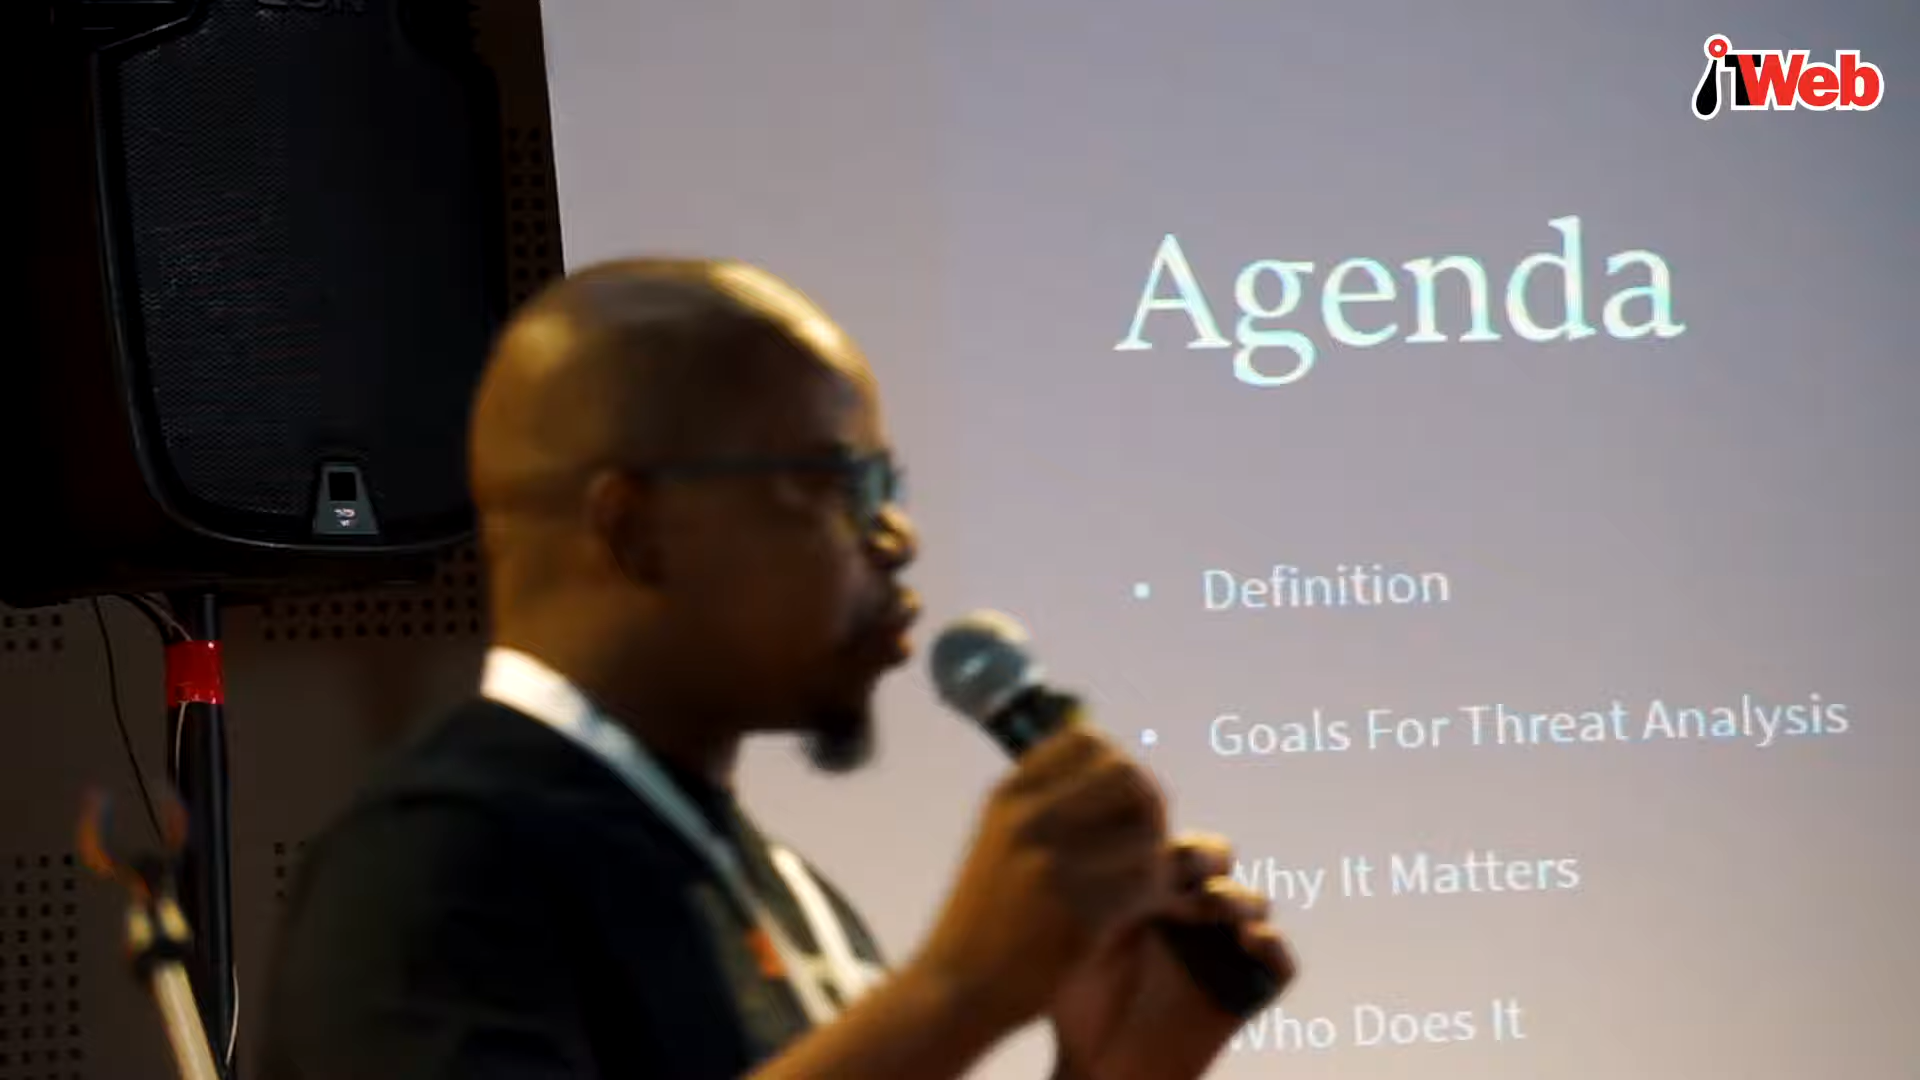 iTWeb
Agenda
• Definition
• Goals For Threat Analysis
Why It Matters
Who Does It